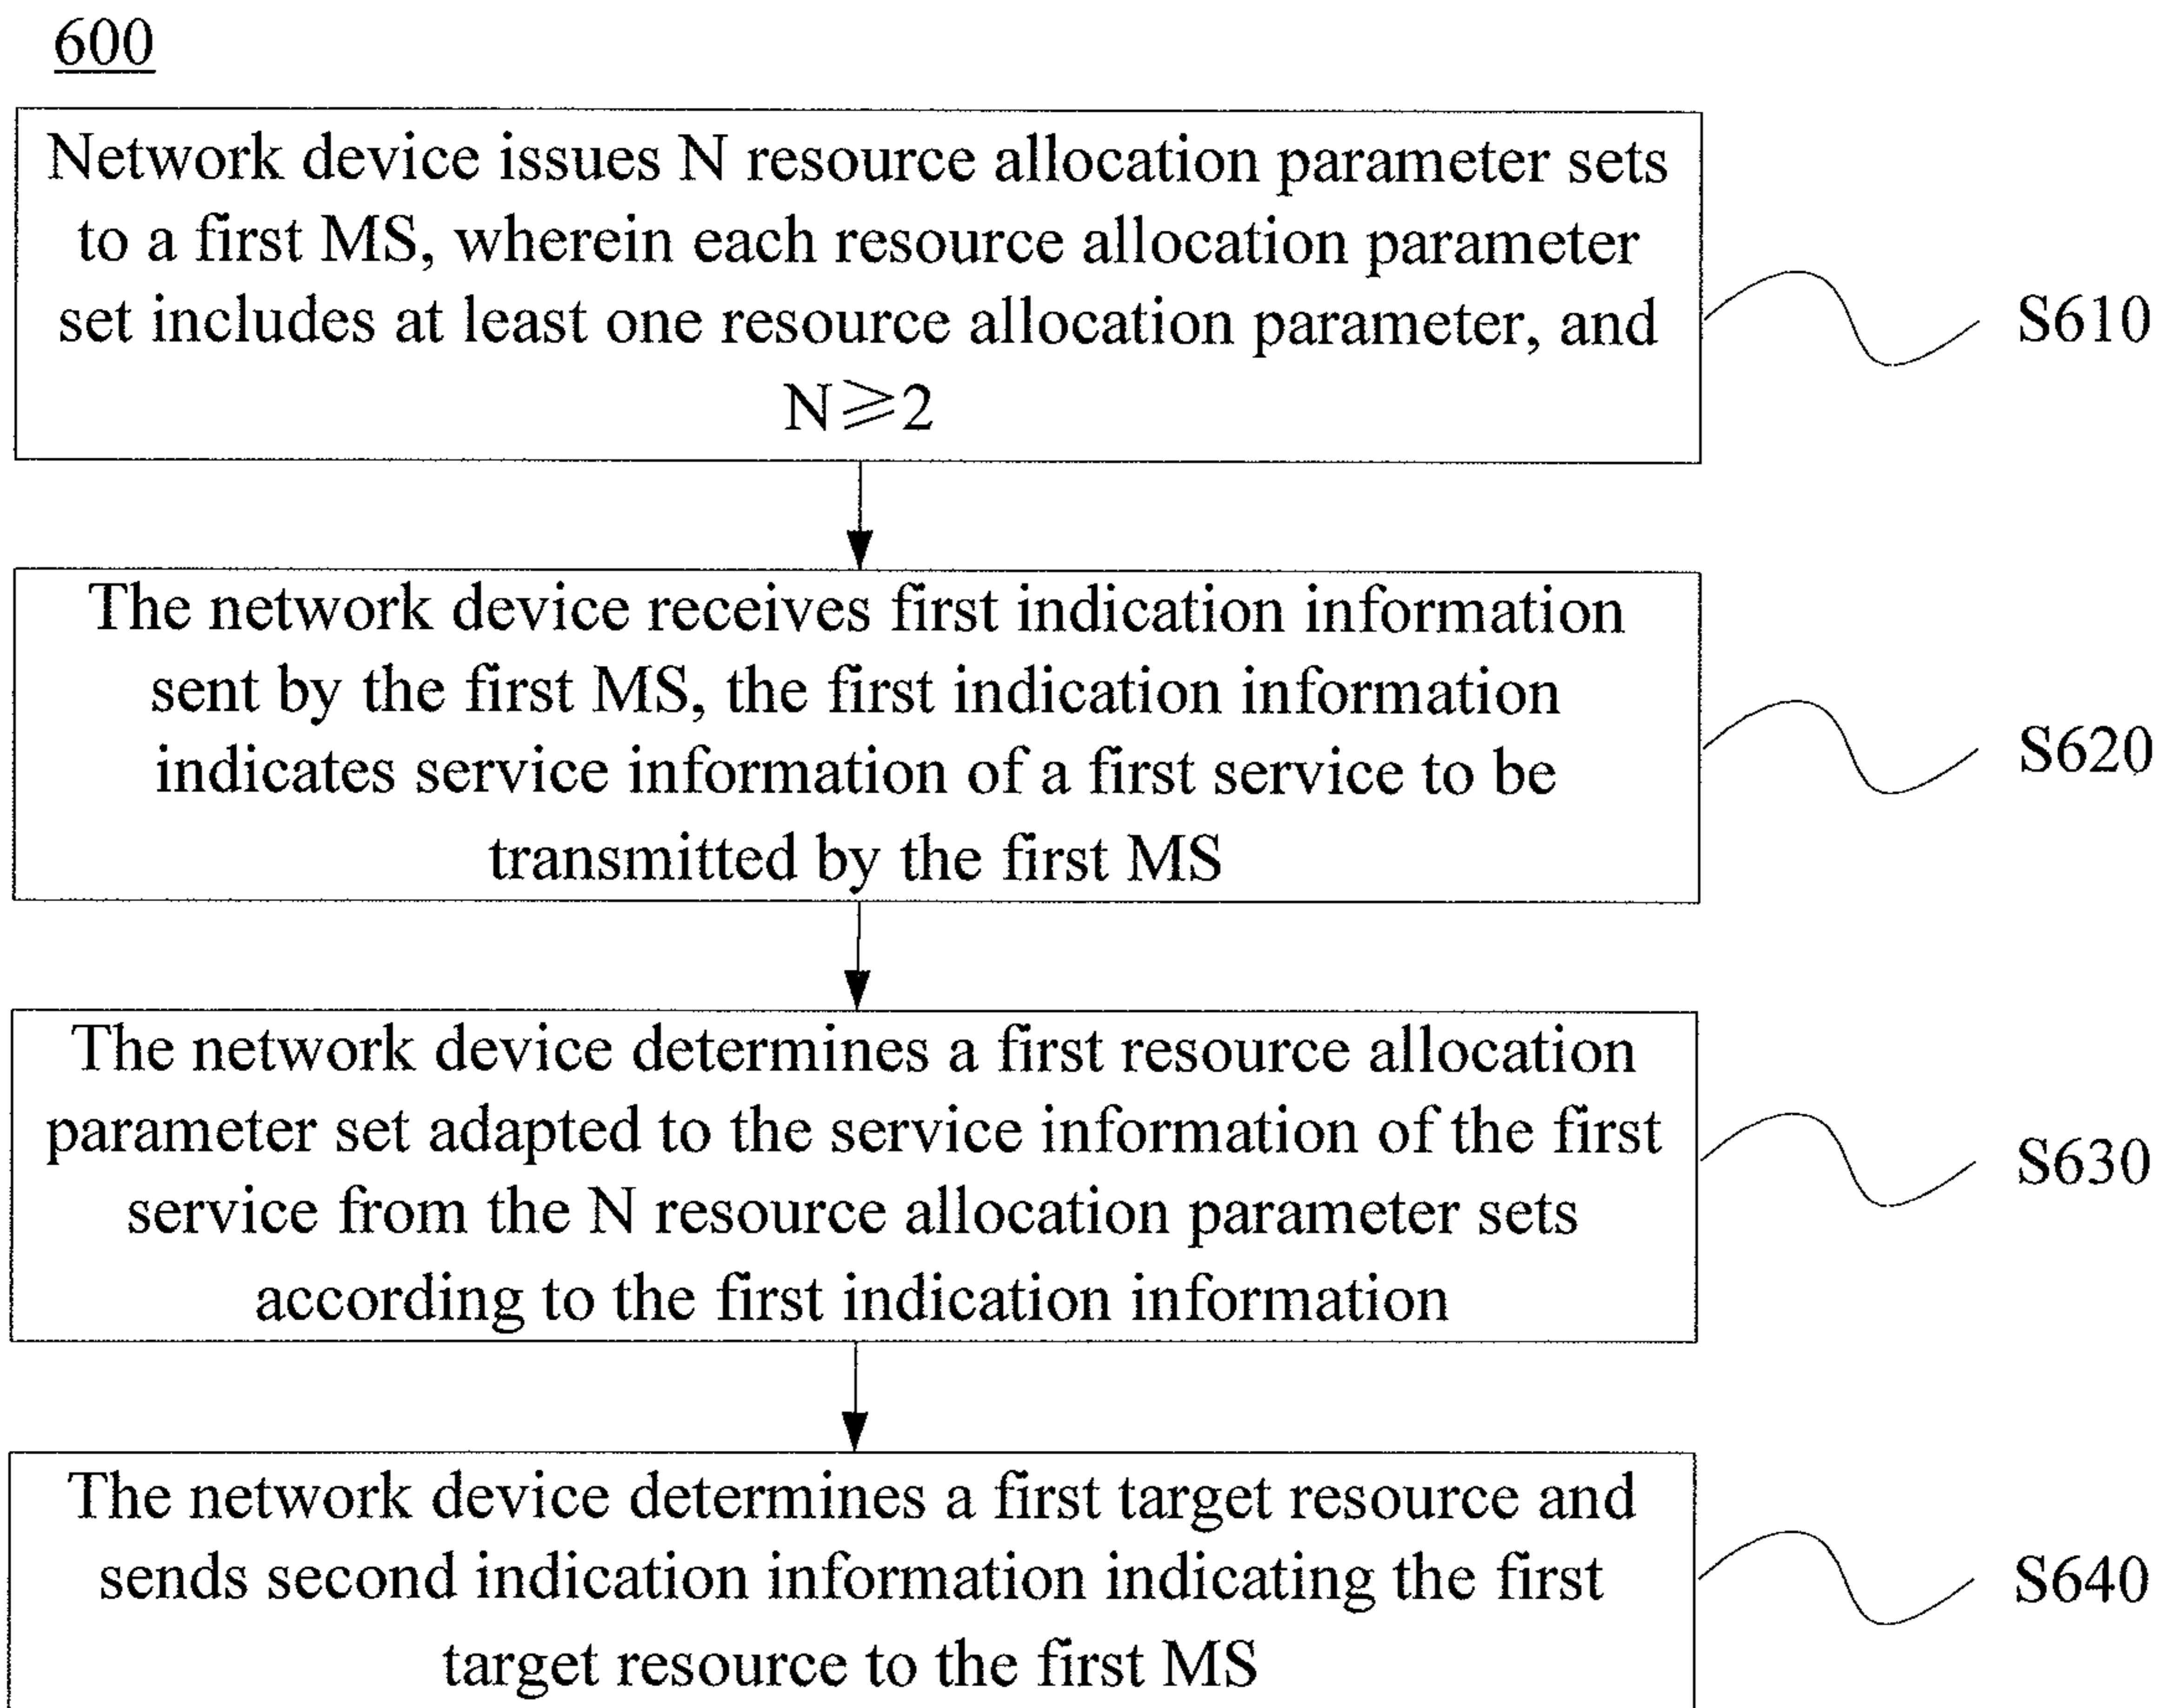 600
Network device issues N resource allocation parameter sets
to a first MS, wherein each resource allocation parameter
set includes at least one resource allocation parameter, and
N⩾2
S610
The network device receives first indication information
sent by the first MS, the first indication information
indicates service information of a first service to be
transmitted by the first MS
S620
The network device determines a first resource allocation
parameter set adapted to the service information of the first
service from the N resource allocation parameter sets
according to the first indication information
S630
The network device determines a first target resource and
sends second indication information indicating the first
target resource to the first MS
S640